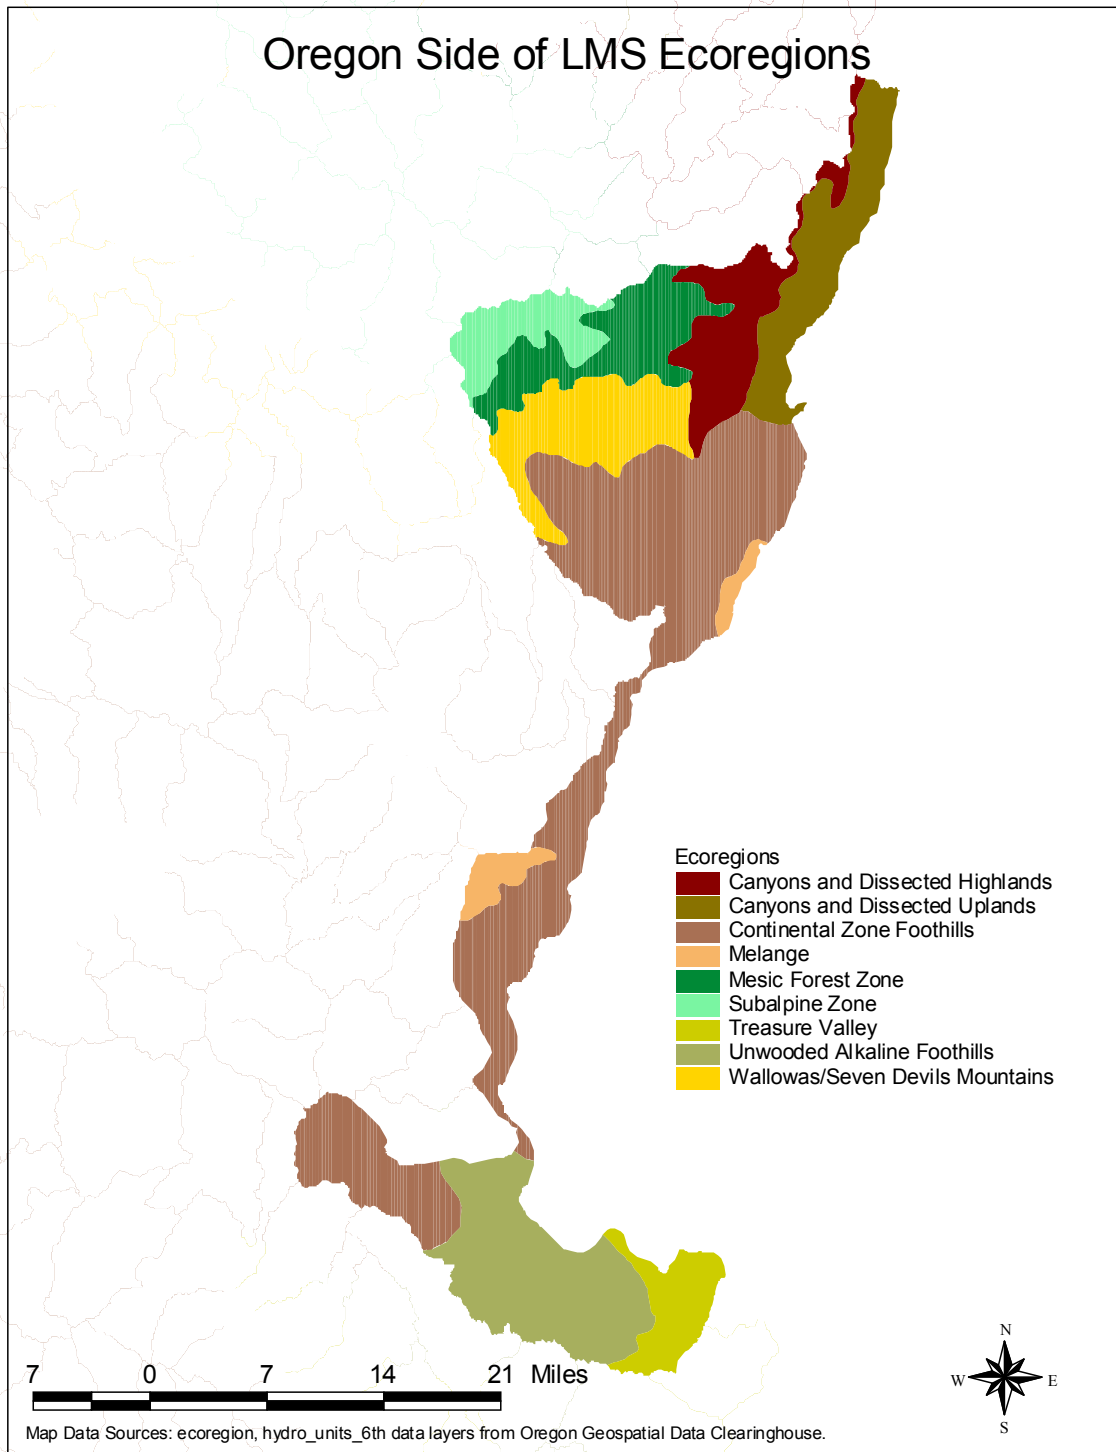 Oregon Side of LMS Ecoregions
Ecoregions
Canyons and Dissected Highlands
Canyons and Dissected Uplands
Continental Zone Foothills
Melange
Mesic Forest Zone
Subalpine Zone
Treasure Valley
Unwooded Alkaline Foothills
Wallowas/Seven Devils Mountains
N
W E
S
7 0 7 14 21 Miles
Map Data Sources: ecoregion, hydro_units_6th data layers from Oregon Geospatial Data Clearinghouse.